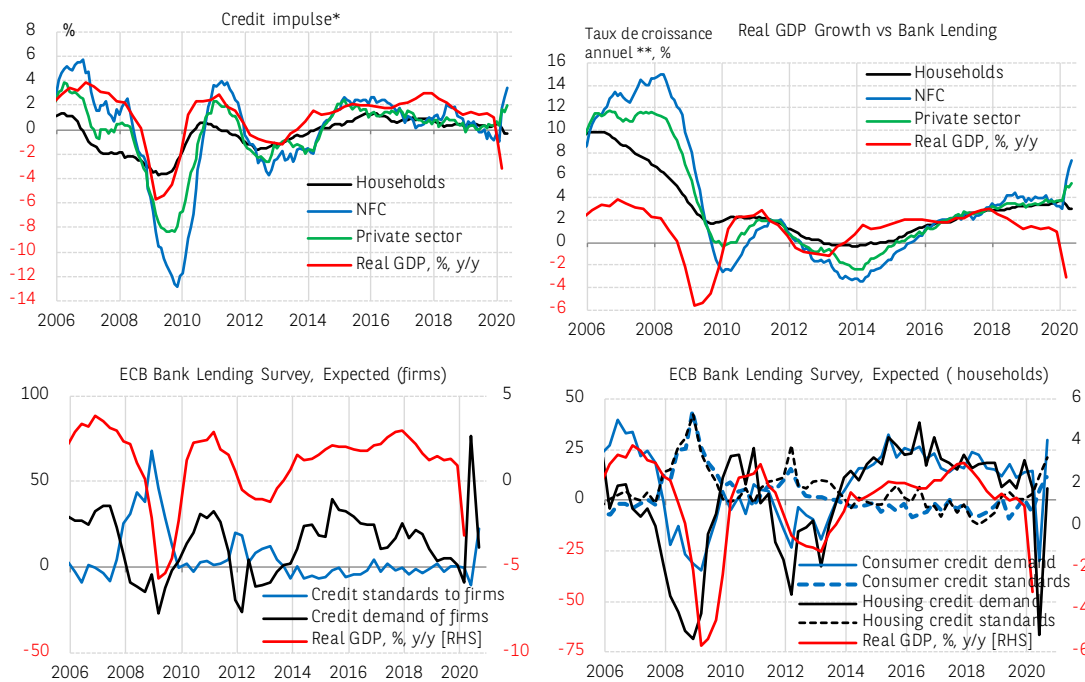 Credit impulse*
%
8
6
4
2
0
-2
-4
-6
-8
-10
-12
-14
Households
NFC
Private sector
Real GDP, %, y/y
2006 2008 2010 2012 2014 2016 2018 2020
Real GDP Growth vs Bank Lending
Taux de croissance
annuel **, %
16
14
12
10
8
6
4
2
0
-2
-4
-6
Households
NFC
Private sector
Real GDP, %, y/y
2006 2008 2010 2012 2014 2016 2018 2020
ECB Bank Lending Survey, Expected (firms)
100
50
0
-50
5
0
-5
-10
Credit standards to firms
Credit demand of firms
Real GDP, %, y/y [RHS]
2006 2008 2010 2012 2014 2016 2018 2020
ECB Bank Lending Survey, Expected ( households)
50
25
0
-25
-50
-75
6
4
2
0
-2
-4
-6
Consumer credit demand
Consumer credit standards
Housing credit demand
Housing credit standards
Real GDP, %, y/y [RHS]
2006 2008 2010 2012 2014 2016 2018 2020